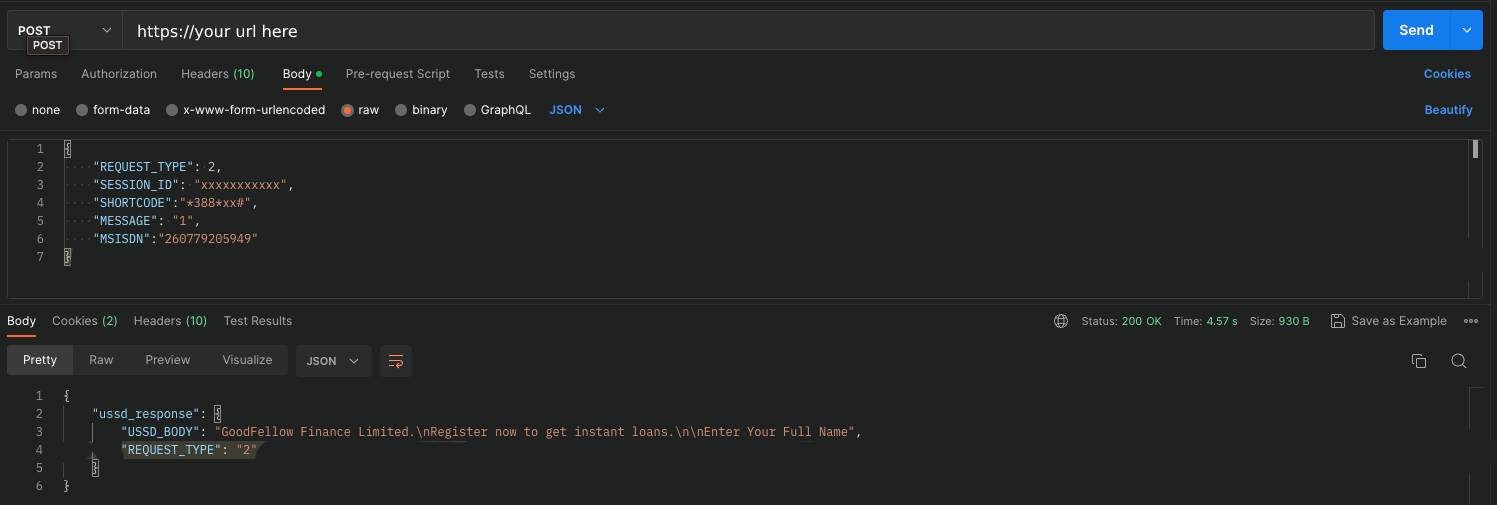 POST https://your url here Send
POST
Params Authorization Headers (10) Body Pre-request Script Tests Settings Cookies
none form-data x-www-form-urlencoded raw binary GraphQL JSON Beautify
1 {
2 "REQUEST_TYPE": 2,
3 "SESSION_ID": "xxxxxxxxxxx",
4 "SHORTCODE":"*388*xx#",
5 "MESSAGE": "1",
6 "MSISDN":"260779205949"
7 }
Body Cookies (2) Headers (10) Test Results Status: 200 OK Time: 4.57 s Size: 930 B Save as Example
Pretty Raw Preview Visualize JSON
1 {
2 "ussd_response": {
3 "USSD_BODY": "GoodFellow Finance Limited.\nRegister now to get instant loans.\n\nEnter Your Full Name",
4 "REQUEST_TYPE": "2"
5 }
6 }